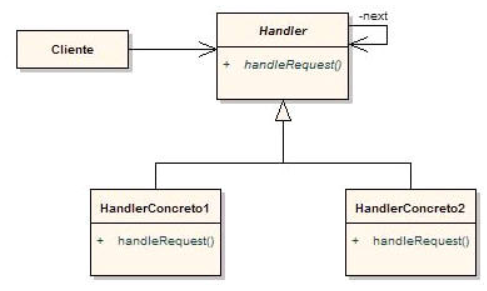 -next
Handler
Cliente
+ handleRequest()
HandlerConcreto1
HandlerConcreto2
+ handleRequest()
+ handleRequest()